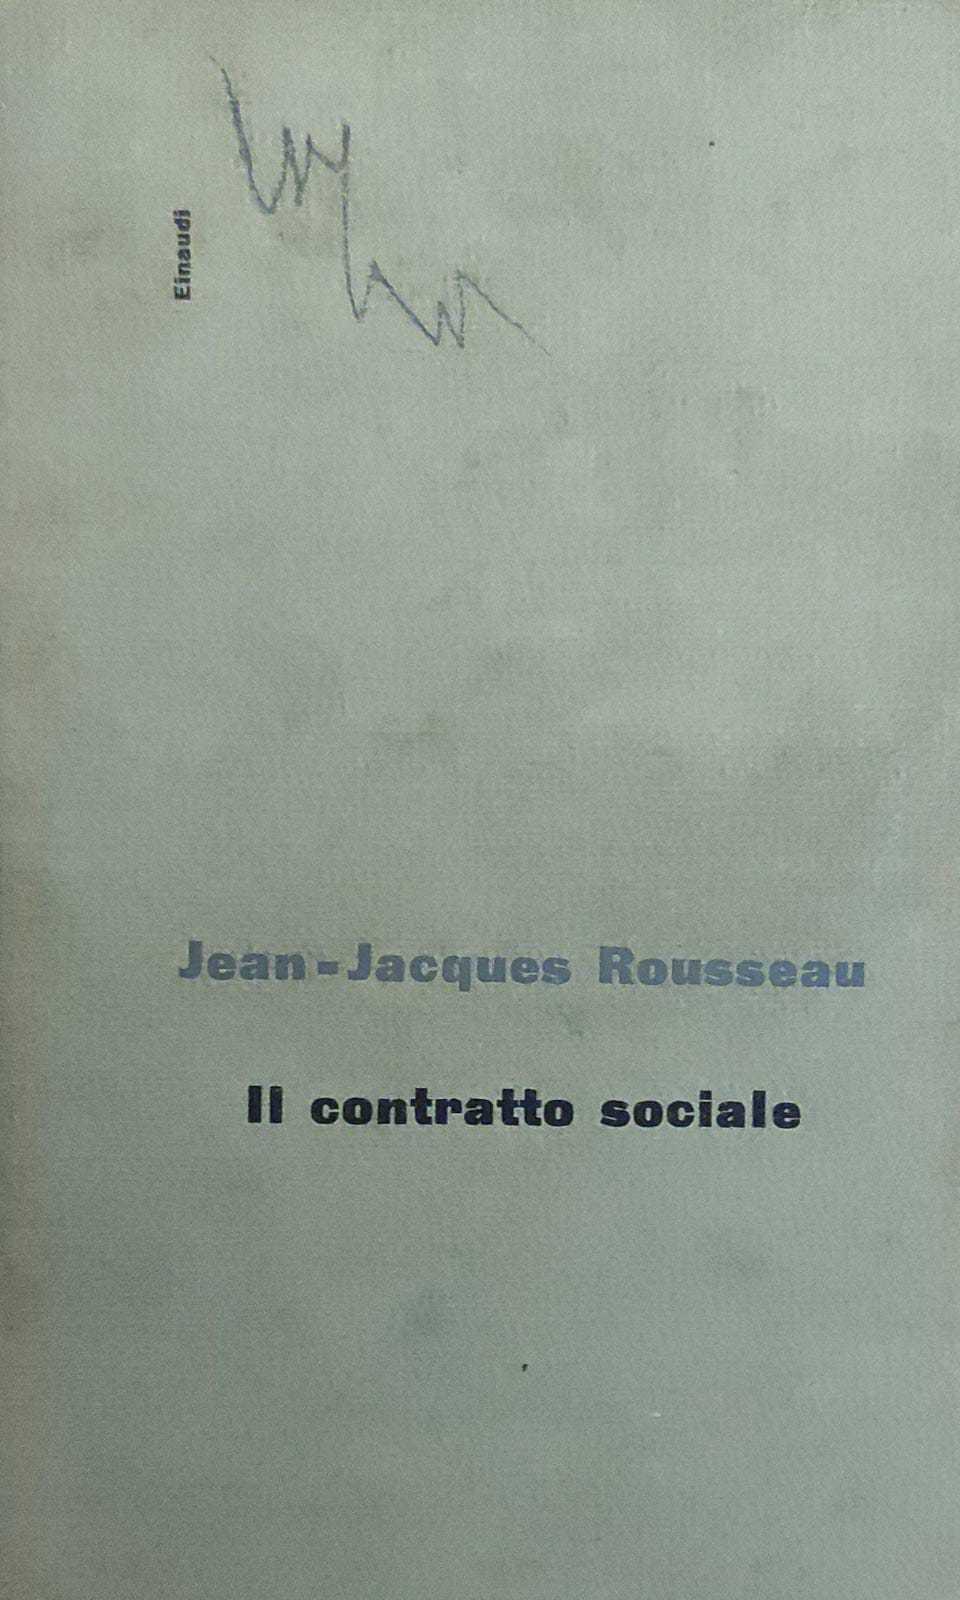 Einaudi
Jean-Jacques Rousseau
Il contratto sociale